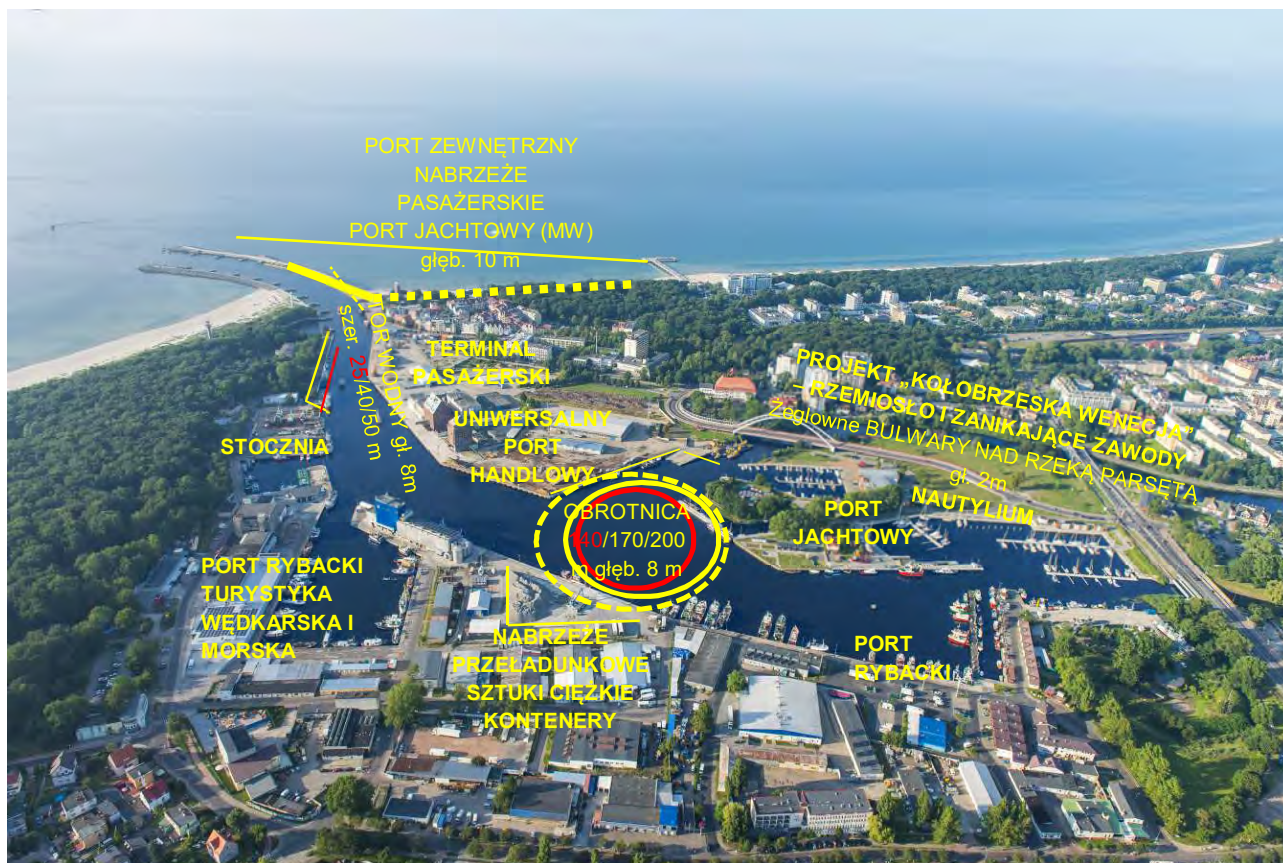 PORT ZEWNĘTRZNY
NABRZEŻE
PASAŻERSKIE
PORT JACHTOWY (MW)
głęb. 10 m
TOR WODNY gł. 8m
szer. 25/40/50 m
TERMINAL
PASAŻERSKI
UNIWERSALNY
PORT
HANDLOWY
PROJEKT „KOŁOBRZESKA WENECJA”
– RZEMIOSŁO I ZANIKAJĄCE ZAWODY
Żeglowne BULWARY NAD RZEKĄ PARSĘTĄ
gł. 2m
NAUTYLIUM
STOCZNIA
OBROTNICA
140/170/200
m głęb. 8 m
PORT
JACHTOWY
PORT RYBACKI
TURYSTYKA
WĘDKARSKA I
MORSKA
NABRZEŻE
PRZEŁADUNKOWE
SZTUKI CIĘŻKIE
KONTENERY
PORT
RYBACKI